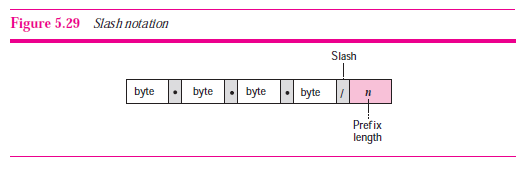 Figure 5.29 Slash notation
Slash
byte • byte • byte • byte / n
Prefix
length